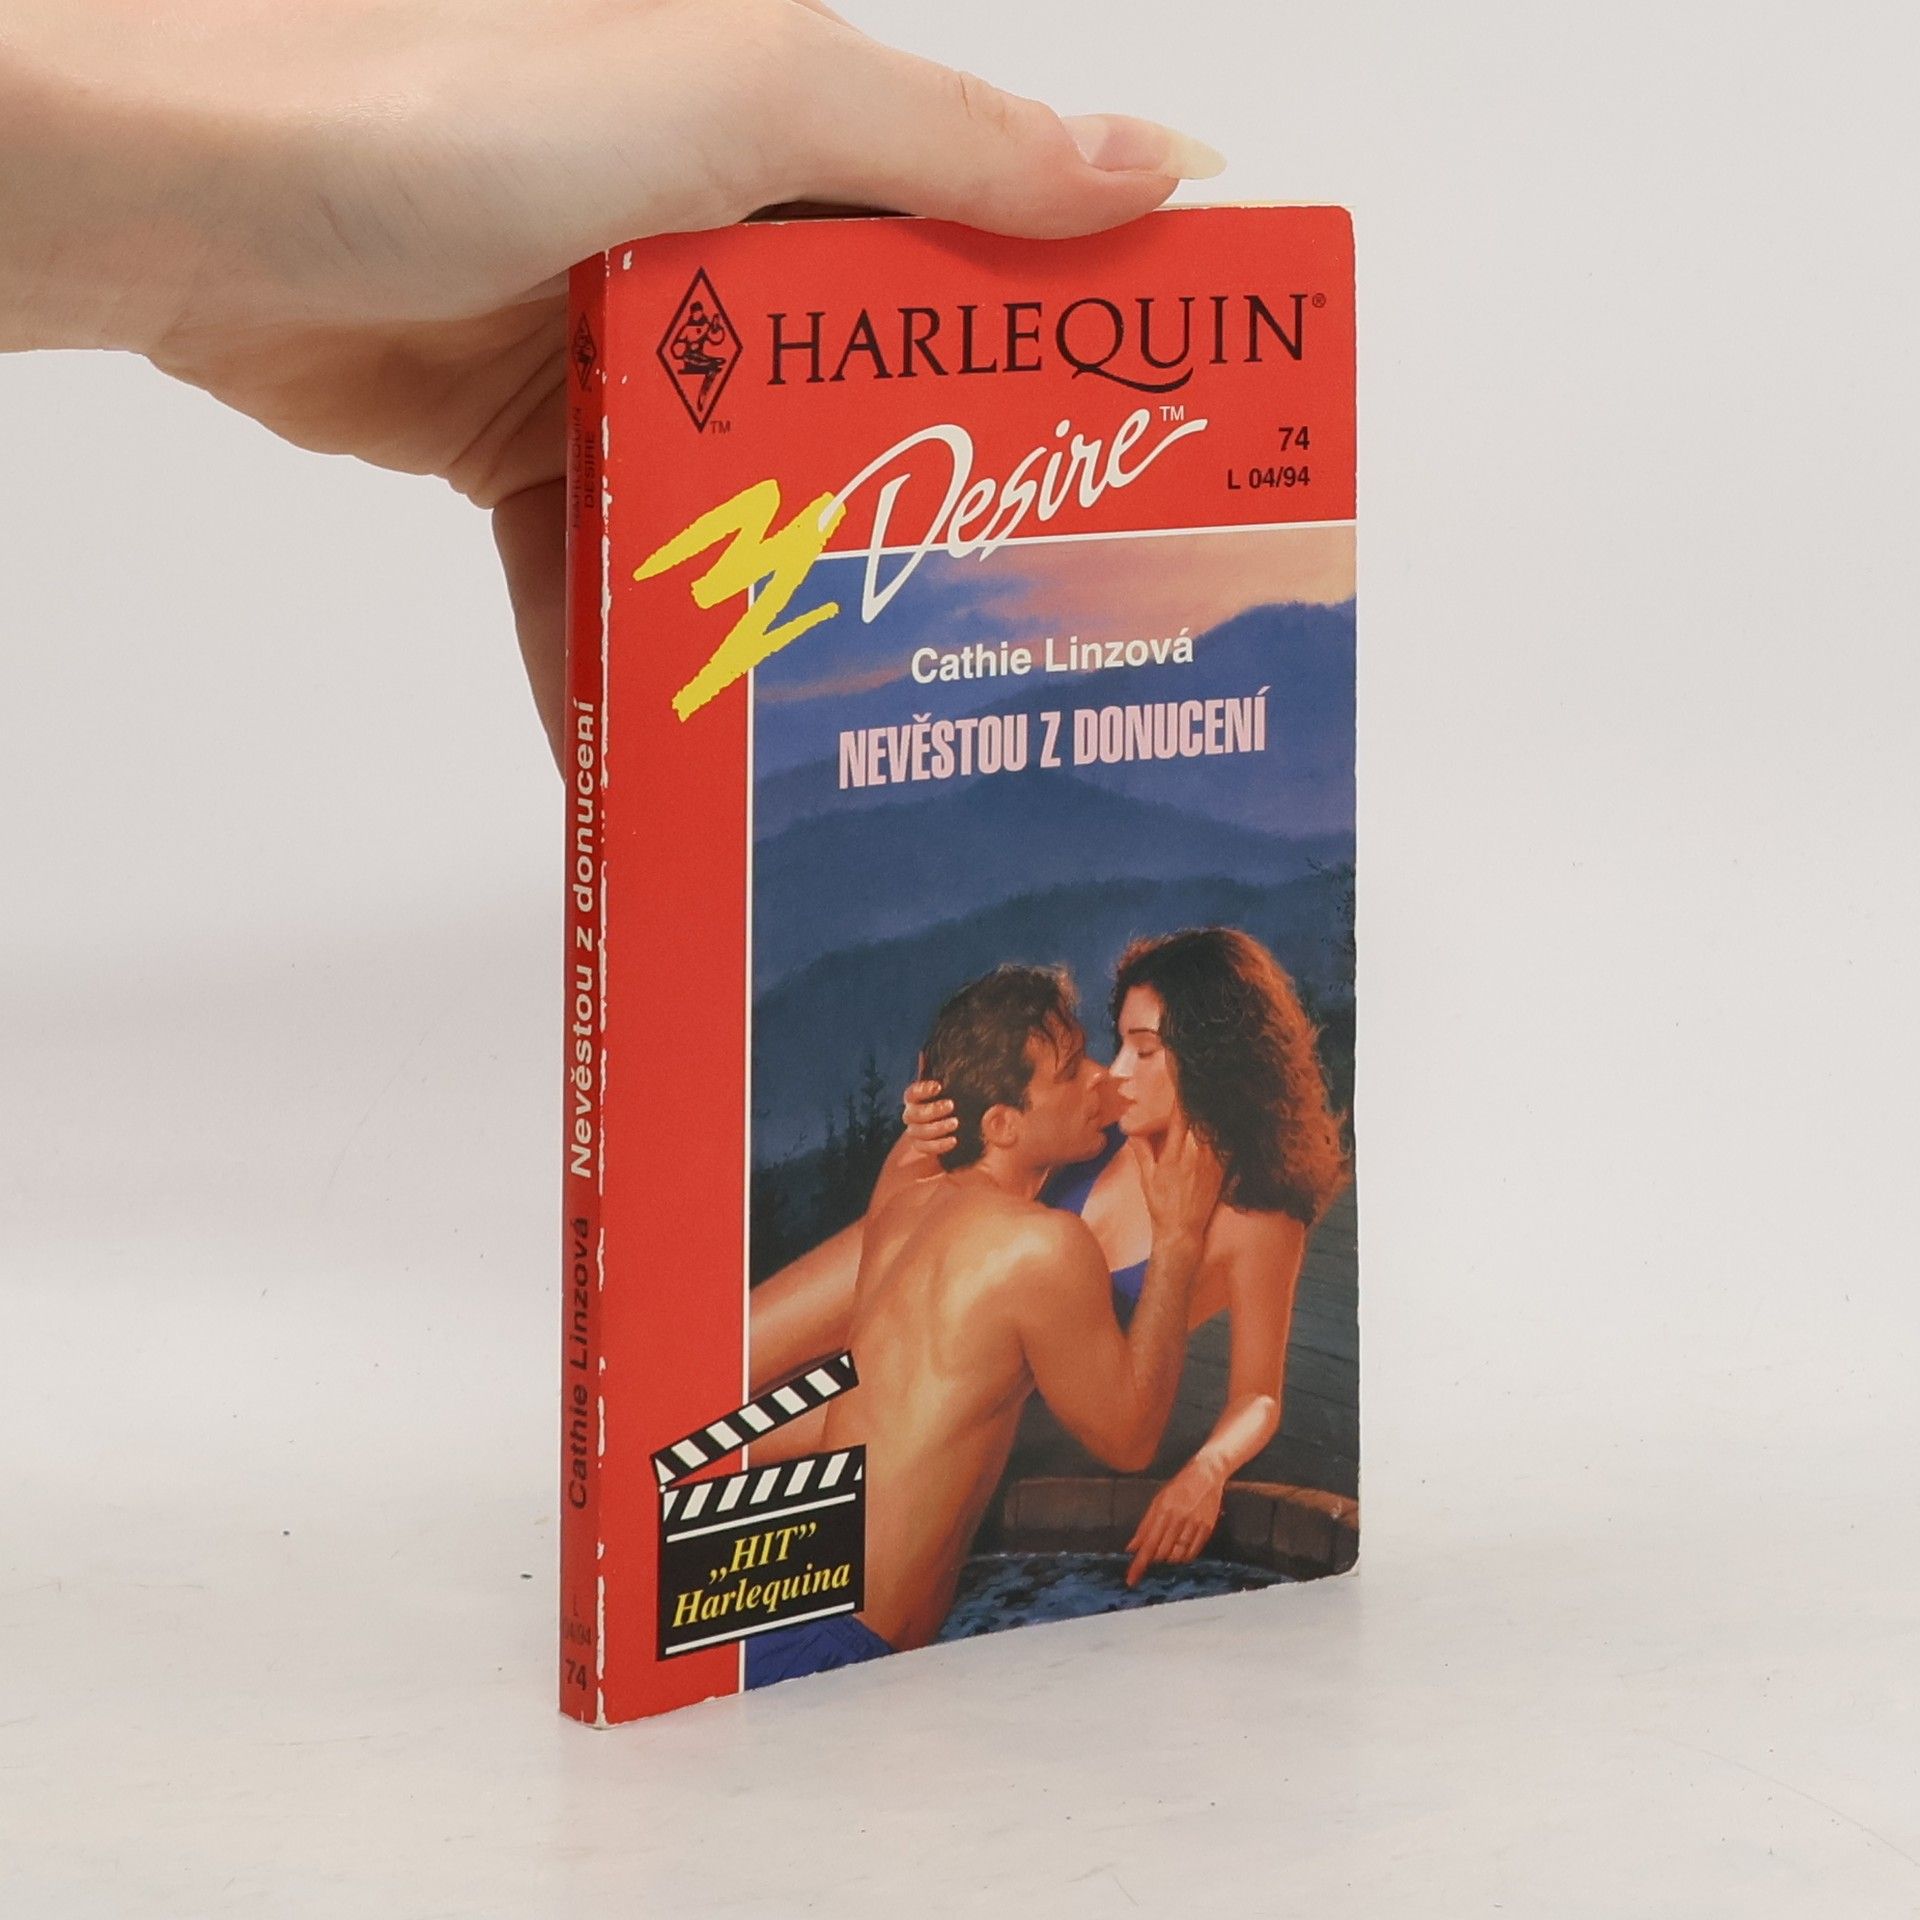 HARLEQUIN®
TM
Desire™
74
L 04/94
Cathie Linzová
NEVĚSTOU Z DONUCENÍ
„HIT”
Harlequina
HARLEQUIN
DESIRE
Cathie Linzová Nevěstou z donucení
L
04/94
74